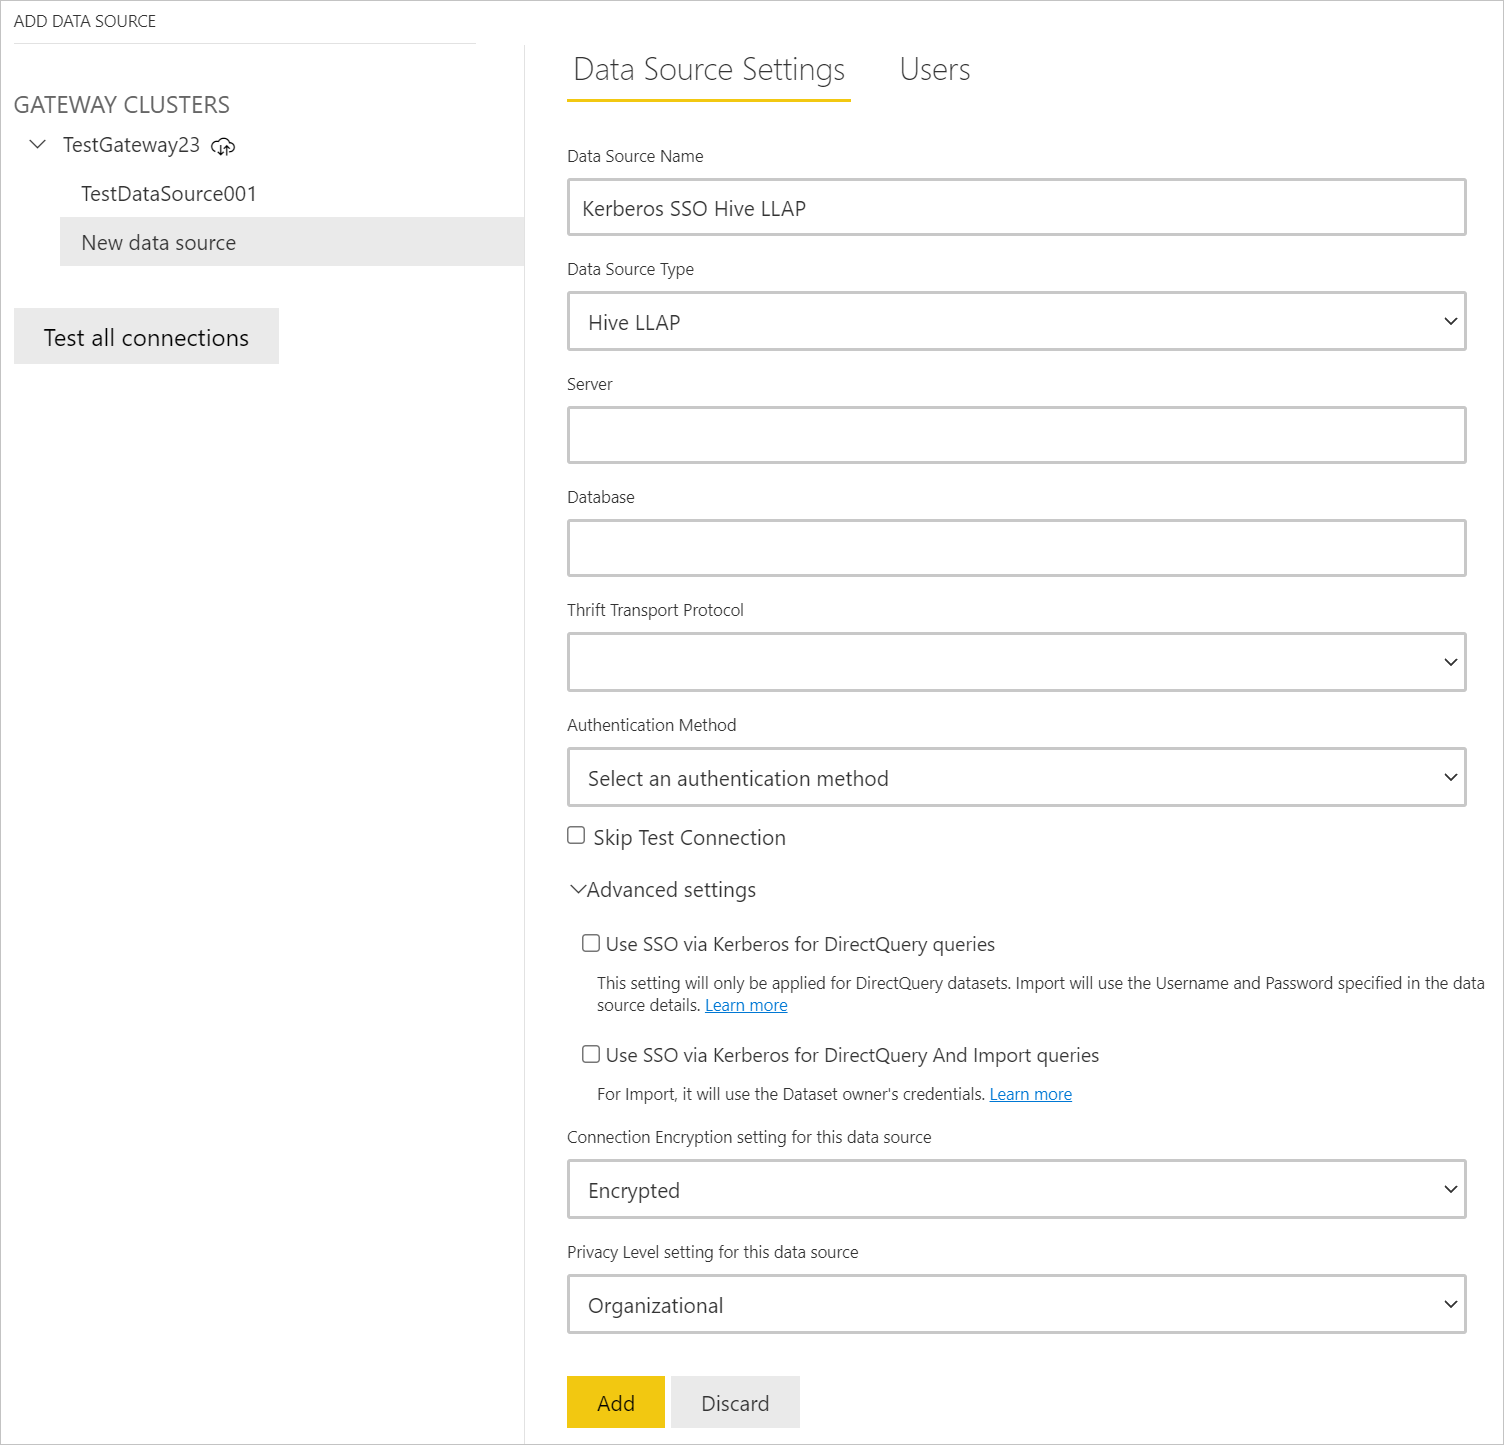 ADD DATA SOURCE
GATEWAY CLUSTERS
TestGateway23
TestDataSource001
New data source
Test all connections
Data Source Settings
Users
Data Source Name
Kerberos SSO Hive LLAP
Data Source Type
Hive LLAP
Server
Database
Thrift Transport Protocol
Authentication Method
Select an authentication method
Skip Test Connection
Advanced settings
Use SSO via Kerberos for DirectQuery queries
This setting will only be applied for DirectQuery datasets. Import will use the Username and Password specified in the data
source details. Learn more
Use SSO via Kerberos for DirectQuery And Import queries
For Import, it will use the Dataset owner's credentials. Learn more
Connection Encryption setting for this data source
Encrypted
Privacy Level setting for this data source
Organizational
Add
Discard